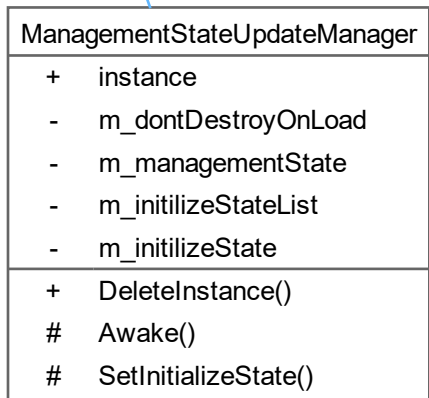 ManagementStateUpdateManager
+ instance
- m_dontDestroyOnLoad
- m_managementState
- m_initilizeStateList
- m_initilizeState
+ DeleteInstance()
# Awake()
# SetInitializeState()